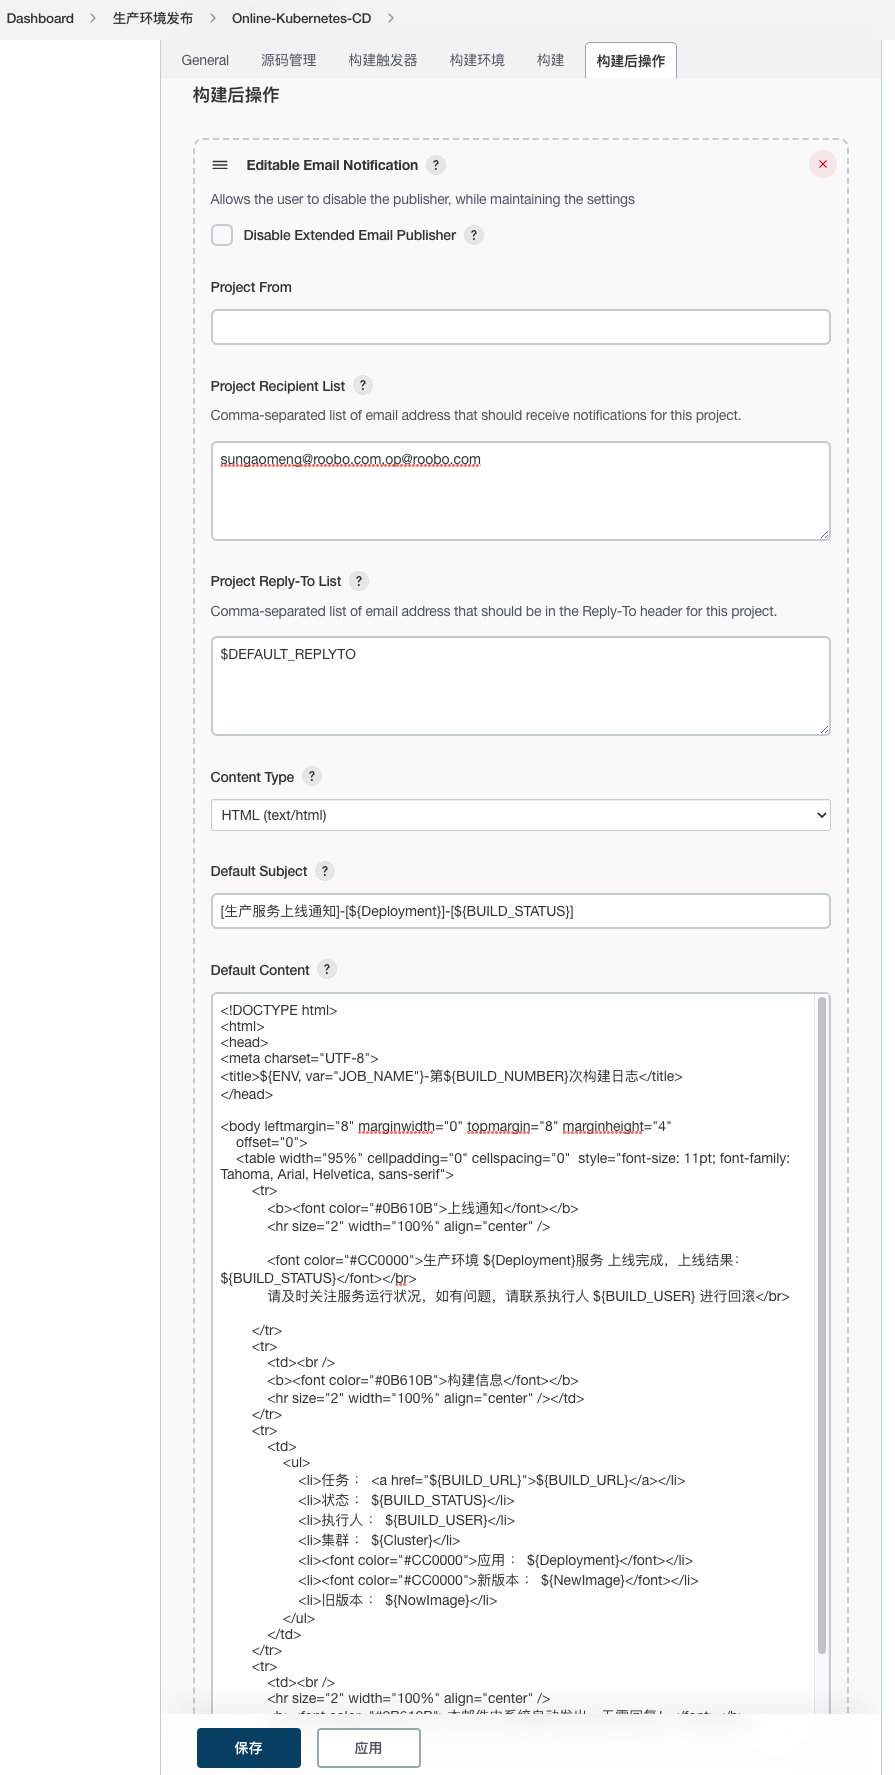 Dashboard > 生产环境发布 > Online-Kubernetes-CD >
General 源码管理 构建触发器 构建环境 构建 构建后操作
构建后操作
Editable Email Notification ?
Allows the user to disable the publisher, while maintaining the settings
Disable Extended Email Publisher ?
Project From
Project Recipient List ?
Comma-separated list of email address that should receive notifications for this project.
sungaomeng@roobo.com,op@roobo.com
Project Reply-To List ?
Comma-separated list of email address that should be in the Reply-To header for this project.
$DEFAULT_REPLYTO
Content Type ?
HTML (text/html)
Default Subject ?
[生产服务上线通知]-[${Deployment}]-[${BUILD_STATUS}]
Default Content ?
<!DOCTYPE html>
<html>
<head>
<meta charset="UTF-8">
<title>${ENV, var="JOB_NAME"}-第${BUILD_NUMBER}次构建日志</title>
</head>
<body leftmargin="8" marginwidth="0" topmargin="8" marginheight="4"
offset="0">
<table width="95%" cellpadding="0" cellspacing="0"  style="font-size: 11pt; font-family:
Tahoma, Arial, Helvetica, sans-serif">
<tr>
<b><font color="#0B610B">上线通知</font></b>
<hr size="2" width="100%" align="center" />
<font color="#CC0000">生产环境 ${Deployment}服务 上线完成，上线结果：
${BUILD_STATUS}</font></br>
请及时关注服务运行状况，如有问题，请联系执行人 ${BUILD_USER} 进行回滚</br>
</tr>
<tr>
<td><br />
<b><font color="#0B610B">构建信息</font></b>
<hr size="2" width="100%" align="center" /></td>
</tr>
<tr>
<td>
<ul>
<li>任务： <a href="${BUILD_URL}">${BUILD_URL}</a></li>
<li>状态： ${BUILD_STATUS}</li>
<li>执行人： ${BUILD_USER}</li>
<li>集群： ${Cluster}</li>
<li><font color="#CC0000">应用： ${Deployment}</font></li>
<li><font color="#CC0000">新版本： ${NewImage}</font></li>
<li>旧版本： ${NowImage}</li>
</ul>
</td>
</tr>
<tr>
<td><br />
<hr size="2" width="100%" align="center" />
保存 应用